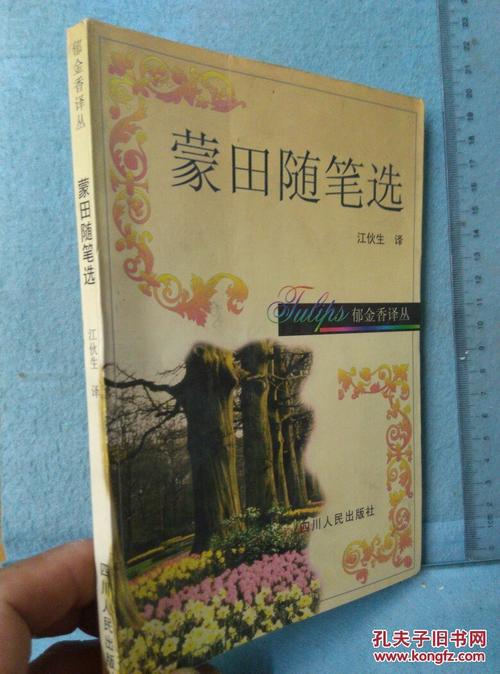 郁金香译丛
蒙田随笔选
江伙生 译
四川人民出版
蒙田随笔选
江伙生 译
Tulips 郁金香译丛
四川人民出版社
孔夫子旧书网
KONGFZ.COM